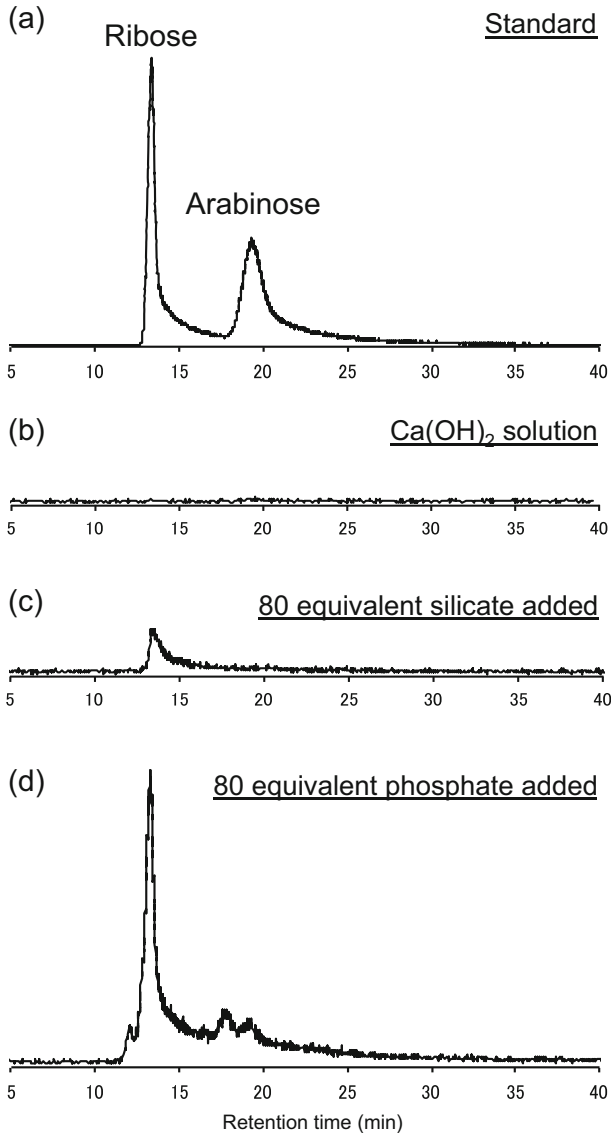 (a)
Standard
Ribose
Arabinose
5 10 15 20 25 30 35 40
(b)
Ca(OH)₂ solution
5 10 15 20 25 30 35 40
(c)
80 equivalent silicate added
5 10 15 20 25 30 35 40
(d)
80 equivalent phosphate added
5 10 15 20 25 30 35 40
Retention time (min)